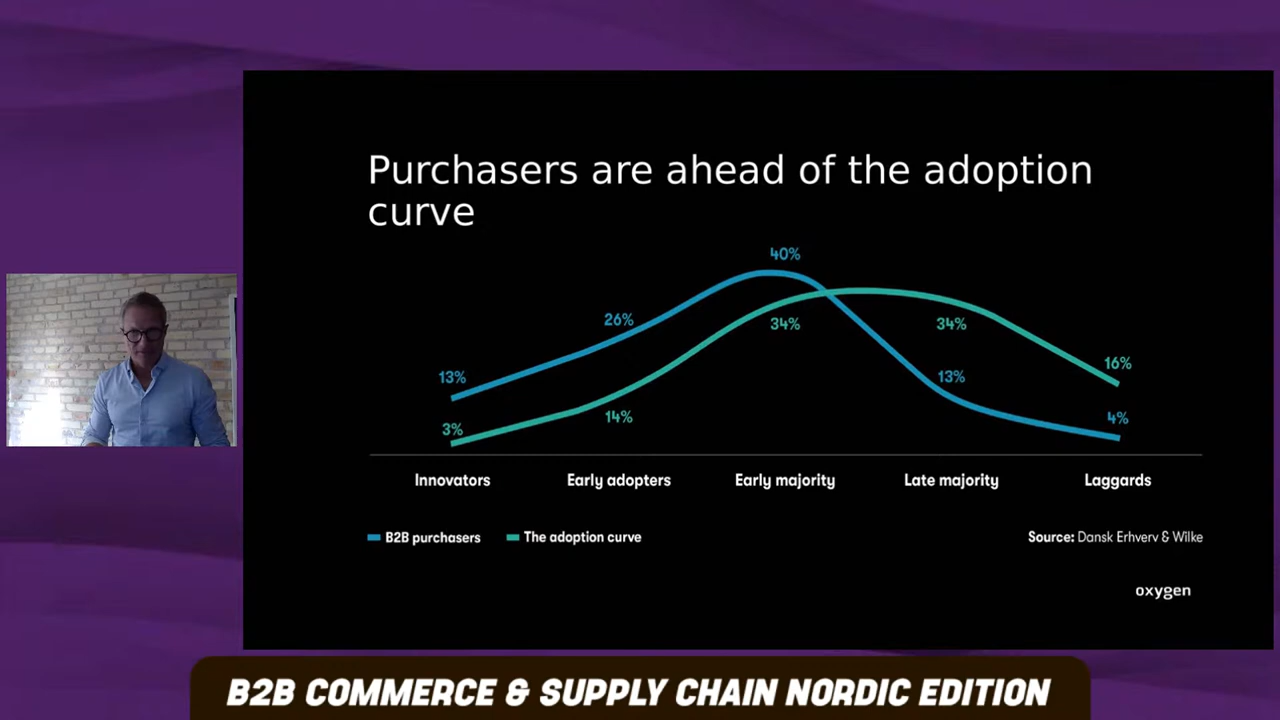 Purchasers are ahead of the adoption
curve
40%
26%
34%
34%
16%
13%
13%
4%
14%
3%
Innovators
Early adopters
Early majority
Late majority
Laggards
B2B purchasers
The adoption curve
Source: Dansk Erhverv & Wilke
oxygen
B2B COMMERCE & SUPPLY CHAIN NORDIC EDITION